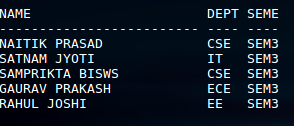 NAME DEPT SEME
------------------------- ---- ----
NAITIK PRASAD CSE SEM3
SATNAM JYOTI IT SEM3
SAMPRIKTA BISWS CSE SEM3
GAURAV PRAKASH ECE SEM3
RAHUL JOSHI EE SEM3